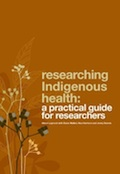 researching
Indigenous
health:
a practical guide
for researchers